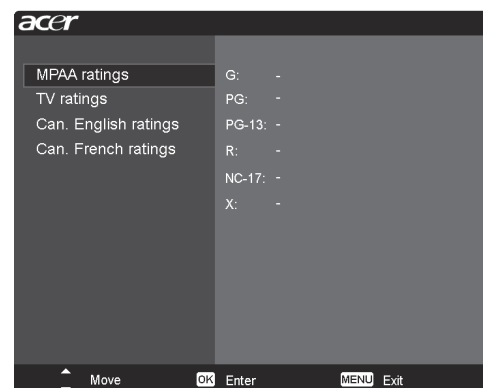 acer
MPAA ratings
TV ratings
Can. English ratings
Can. French ratings
G: -
PG: -
PG-13: -
R: -
NC-17: -
X: -
Move OK Enter MENU Exit